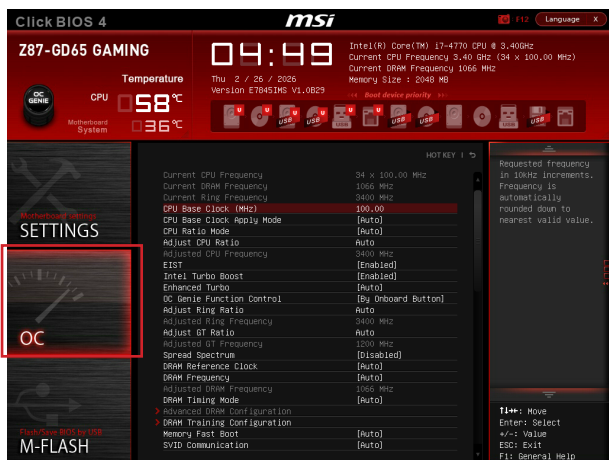 Click BIOS 4
msi
F12
Language X
Z87-GD65 GAMING
OC
GENIE
Temperature
CPU
58°C
Motherboard
System
36°C
04:49
Thu 2 / 26 / 2026
Version E7845IMS V1.0B29
Intel(R) Core(TM) i7-4770 CPU @ 3.40GHz
Current CPU Frequency 3.40 GHz (34 x 100.00 MHz)
Current DRAM Frequency 1066 MHz
Memory Size : 2048 MB
Boot device priority
U
U
USB U
USB U
USB
U
USB
USB
USB
HOT KEY
Motherboard settings
SETTINGS
OC
Flash/Save BIOS by USB
M-FLASH
Current CPU Frequency 34 x 100.00 MHz
Current DRAM Frequency 1066 MHz
Current Ring Frequency 3400 MHz
CPU Base Clock (MHz) 100.00
CPU Base Clock Apply Mode [Auto]
CPU Ratio Mode [Auto]
Adjust CPU Ratio Auto
Adjusted CPU Frequency 3400 MHz
EIST [Enabled]
Intel Turbo Boost [Enabled]
Enhanced Turbo [Auto]
OC Genie Function Control [By Onboard Button]
Adjust Ring Ratio Auto
Adjusted Ring Frequency 3400 MHz
Adjust GT Ratio Auto
Adjusted GT Frequency 1200 MHz
Spread Spectrum [Disabled]
DRAM Reference Clock [Auto]
DRAM Frequency [Auto]
Adjusted DRAM Frequency 1066 MHz
DRAM Timing Mode [Auto]
Advanced DRAM Configuration
DRAM Training Configuration
Memory Fast Boot [Auto]
SVID Communication [Auto]
Requested frequency
in 10kHz increments.
Frequency is
automatically
rounded down to
nearest valid value.
↑↓↔: Move
Enter: Select
+/-: Value
ESC: Exit
F1: General Help